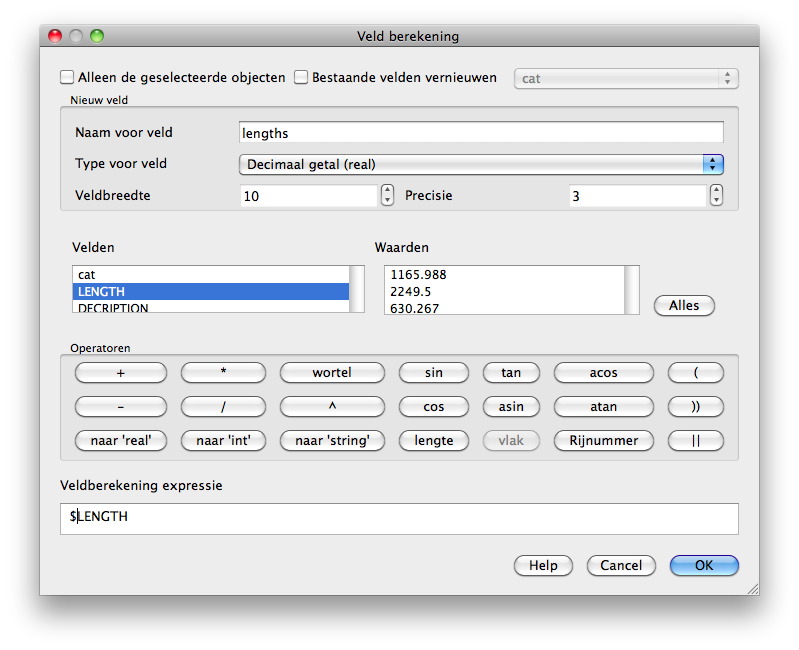 Veld berekening
Alleen de geselecteerde objecten Bestaande velden vernieuwen cat
Nieuw veld
Naam voor veld lengths
Type voor veld Decimaal getal (real)
Veldbreedte 10 Precisie 3
Velden Waarden
cat 1165.988
LENGTH 2249.5
DECRIPTION 630.267
Alles
Operatoren
+ * wortel sin tan acos (
- / ^ cos asin atan ))
naar 'real' naar 'int' naar 'string' lengte vlak Rijnummer ||
Veldberekening expressie
$LENGTH
Help Cancel OK